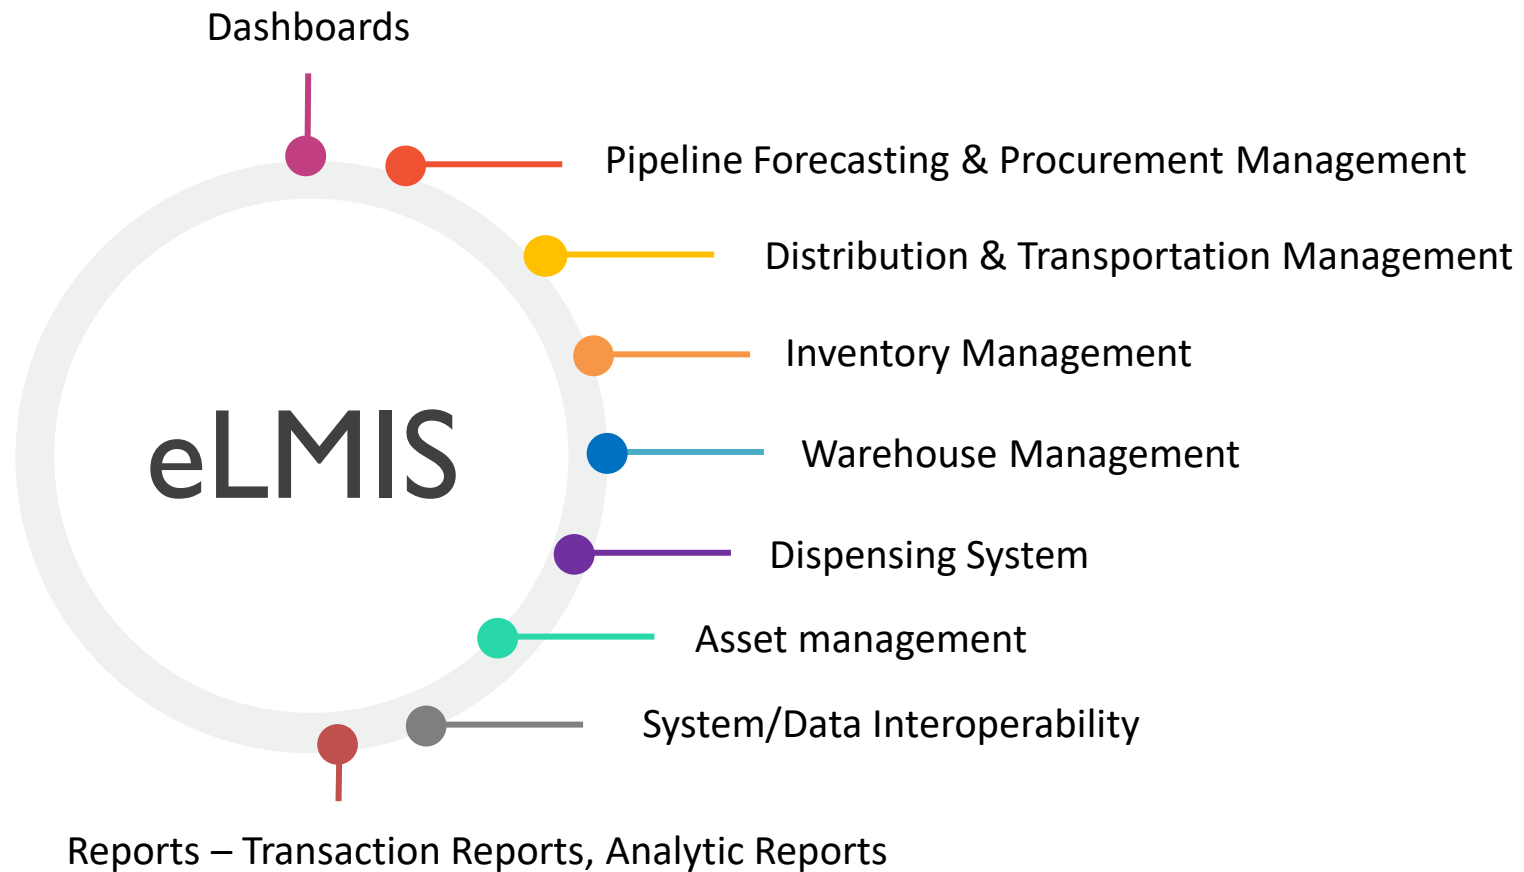 Dashboards
Pipeline Forecasting & Procurement Management
Distribution & Transportation Management
Inventory Management
eLMIS
Warehouse Management
Dispensing System
Asset management
System/Data Interoperability
Reports – Transaction Reports, Analytic Reports